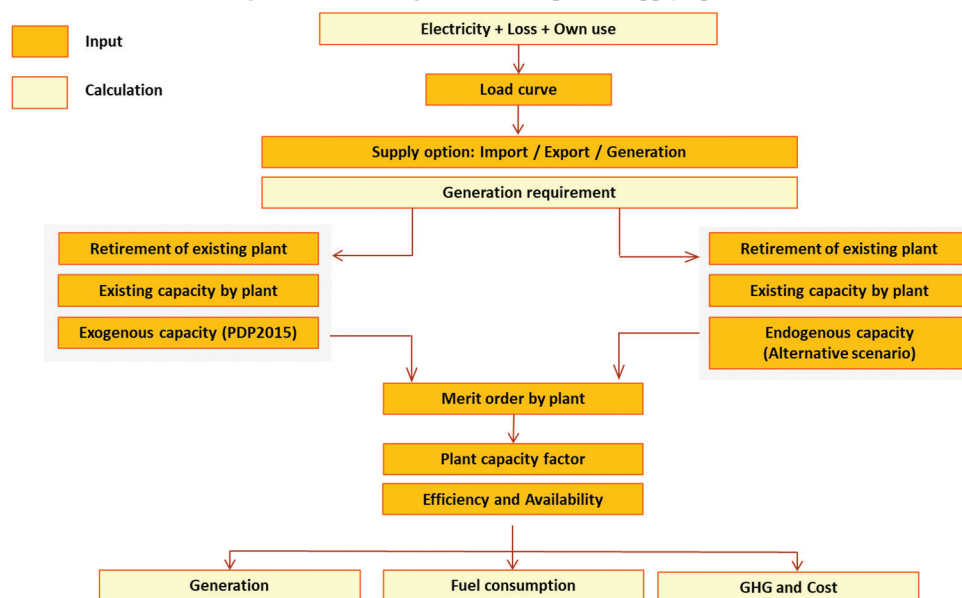 Electricity + Loss + Own use
Input
Calculation
Load curve
Supply option: Import / Export / Generation
Generation requirement
Retirement of existing plant
Existing capacity by plant
Exogenous capacity (PDP2015)
Retirement of existing plant
Existing capacity by plant
Endogenous capacity
(Alternative scenario)
Merit order by plant
Plant capacity factor
Efficiency and Availability
Generation
Fuel consumption
GHG and Cost